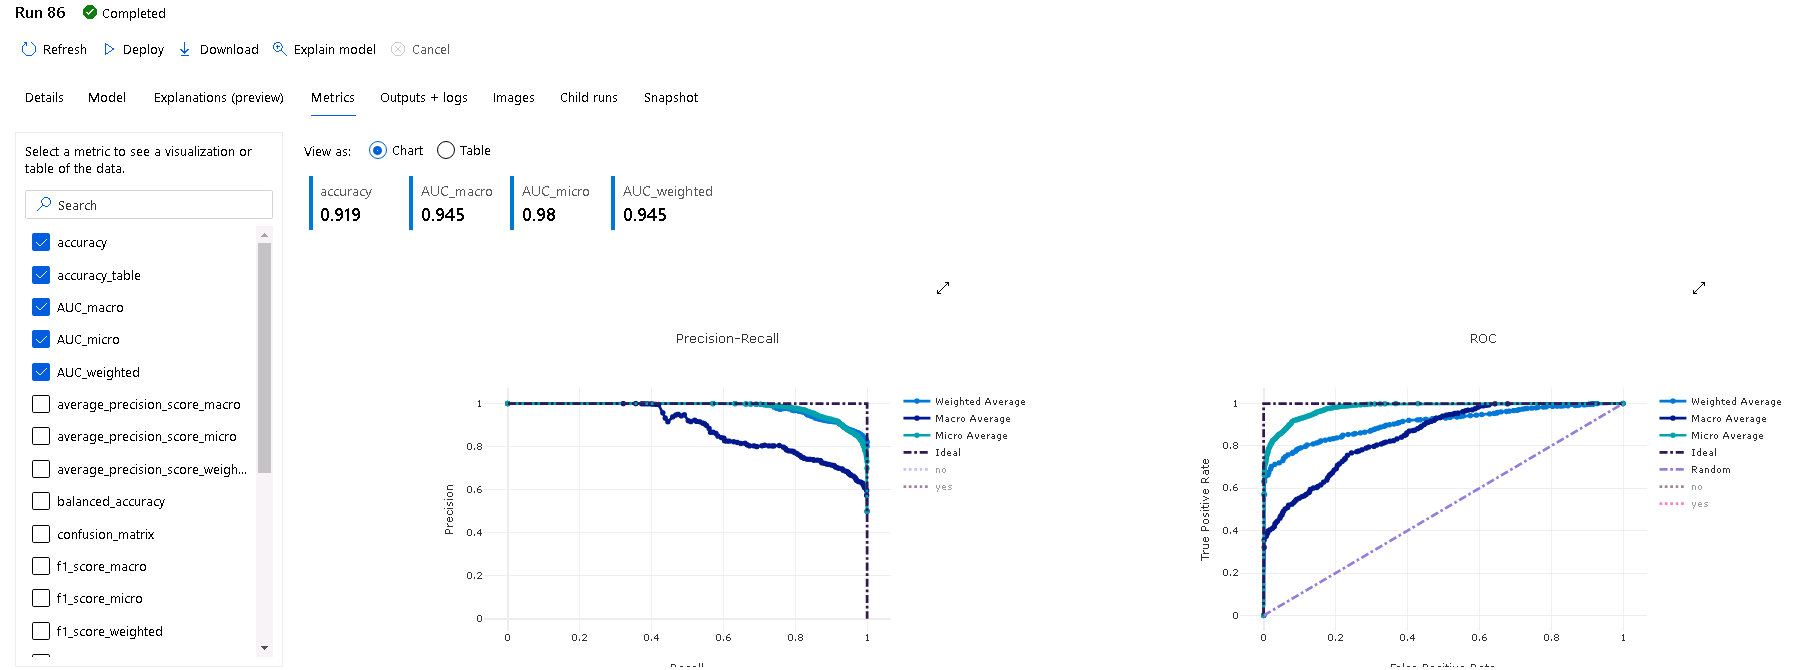 Run 86 Completed
Refresh Deploy Download Explain model Cancel
Details Model Explanations (preview) Metrics Outputs + logs Images Child runs Snapshot
Select a metric to see a visualization or
table of the data.
Search
accuracy
accuracy_table
AUC_macro
AUC_micro
AUC_weighted
average_precision_score_macro
average_precision_score_micro
average_precision_score_weigh...
balanced_accuracy
confusion_matrix
f1_score_macro
f1_score_micro
f1_score_weighted
View as: Chart Table
accuracy AUC_macro AUC_micro AUC_weighted
0.919 0.945 0.98 0.945
Precision-Recall
1
0.8
0.6
0.4
0.2
0
Precision
0 0.2 0.4 0.6 0.8 1
Recall
Weighted Average
Macro Average
Micro Average
Ideal
no
yes
ROC
1
0.8
0.6
0.4
0.2
0
True Positive Rate
0 0.2 0.4 0.6 0.8 1
False Positive Rate
Weighted Average
Macro Average
Micro Average
Ideal
Random
no
yes